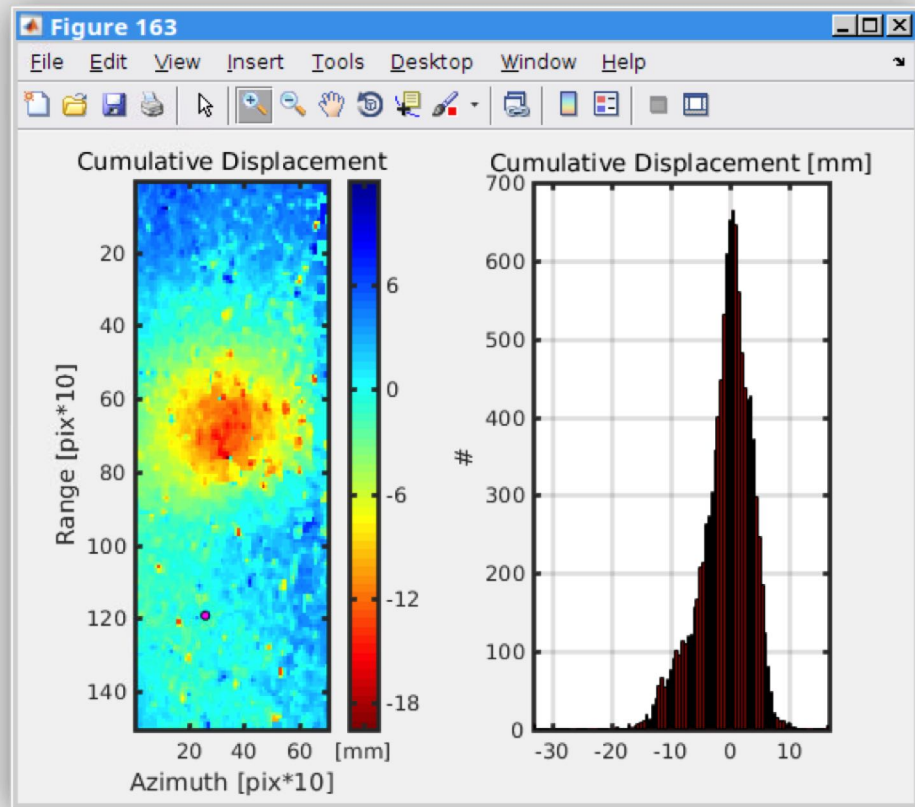 Figure 163
File Edit View Insert Tools Desktop Window Help
Cumulative Displacement
Range [pix*10]
20
40
60
80
100
120
140
20 40 60
Azimuth [pix*10]
6
0
-6
-12
-18
[mm]
Cumulative Displacement [mm]
#
700
600
500
400
300
200
100
0
-30 -20 -10 0 10